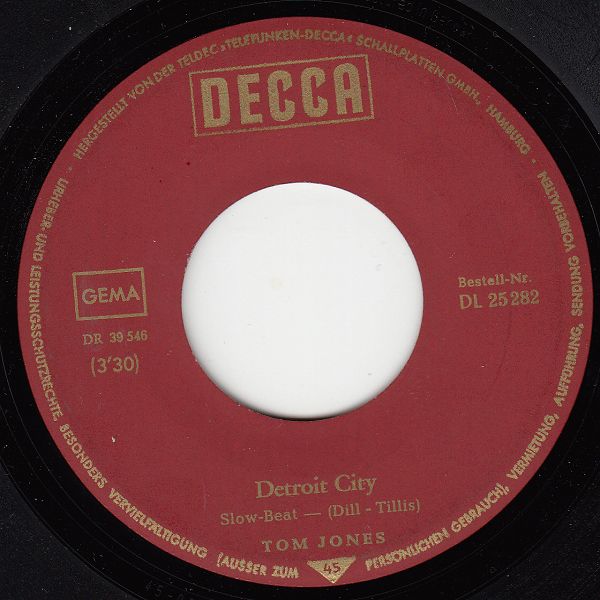 · HERGESTELLT VON DER TELDEC »TELEFUNKEN-DECCA« SCHALLPLATTEN GMBH., HAMBURG ·
URHEBER- UND LEISTUNGSSCHUTZRECHTE, BESONDERS VERVIELFÄLTIGUNG (AUSSER ZUM PERSÖNLICHEN GEBRAUCH), VERMIETUNG, AUFFÜHRUNG, SENDUNG VORBEHALTEN
DECCA
GEMA
DR 39 546
(3'30)
Bestell-Nr.
DL 25 282
Detroit City
Slow-Beat — (Dill - Tillis)
TOM JONES
45